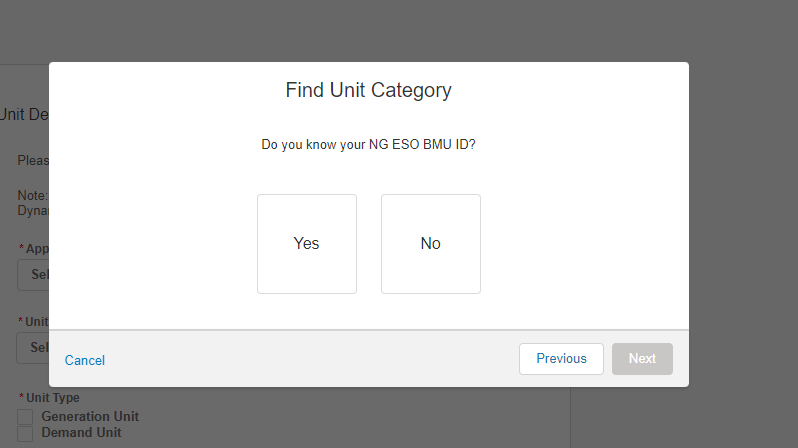 Find Unit Category
Do you know your NG ESO BMU ID?
Yes
No
Cancel
Previous
Next
Unit De
Pleas
Note:
Dynar
* App
Sel
* Unit
Sel
* Unit Type
Generation Unit
Demand Unit